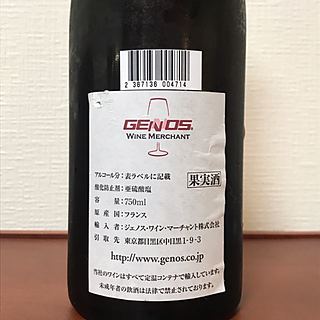 2 367136 004714
GENOS.
WINE MERCHANT
アルコール分：表ラベルに記載
酸化防止剤：亜硫酸塩
容　　量：750ml
原 産 国：フランス
輸 入 者：ジェノス・ワイン・マーチャント株式会社
引 取 先：東京都目黒区中目黒1-9-3
果実酒
http://www.genos.co.jp
当社のワインはすべて定温コンテナで輸入しています。
未成年者の飲酒は法律で禁止されております。